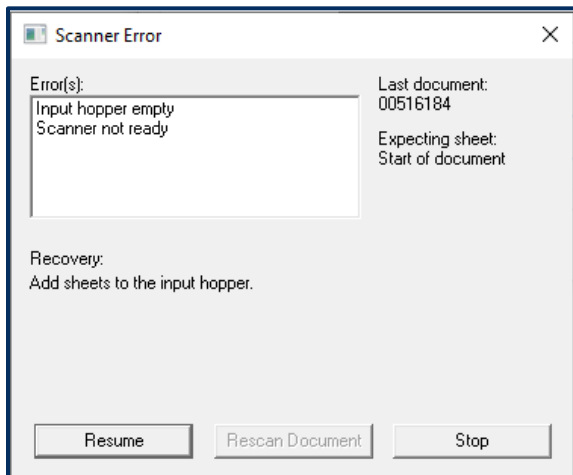 Scanner Error
Error(s):
Input hopper empty
Scanner not ready
Last document:
00516184
Expecting sheet:
Start of document
Recovery:
Add sheets to the input hopper.
Resume
Rescan Document
Stop